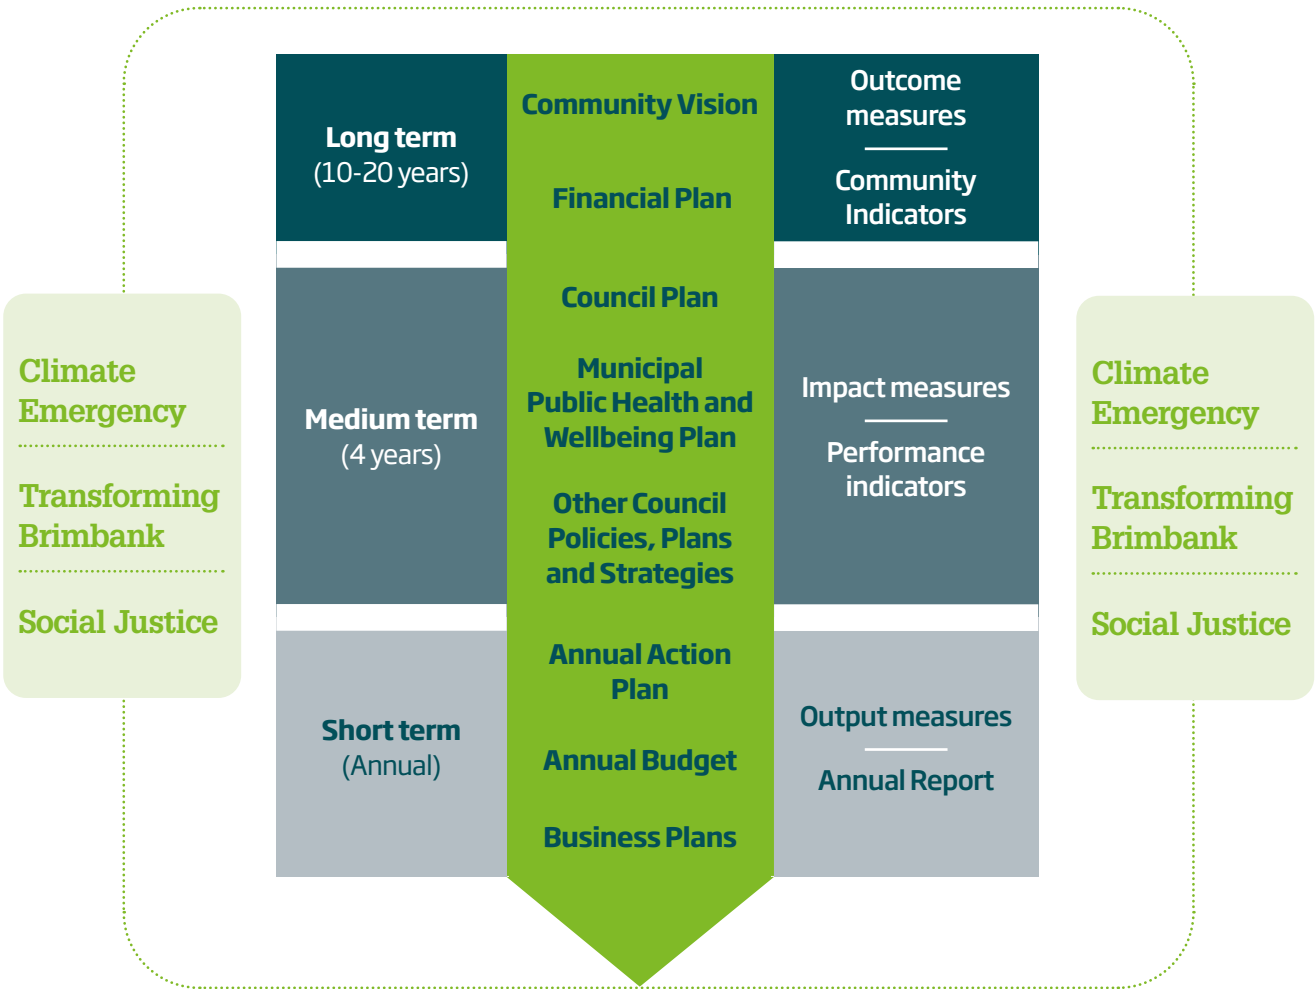 Climate
Emergency
Transforming
Brimbank
Social Justice
Long term
(10-20 years)
Community Vision
Financial Plan
Outcome
measures
Community
Indicators
Medium term
(4 years)
Council Plan
Municipal
Public Health and
Wellbeing Plan
Other Council
Policies, Plans
and Strategies
Impact measures
Performance
indicators
Short term
(Annual)
Annual Action
Plan
Annual Budget
Business Plans
Output measures
Annual Report
Climate
Emergency
Transforming
Brimbank
Social Justice